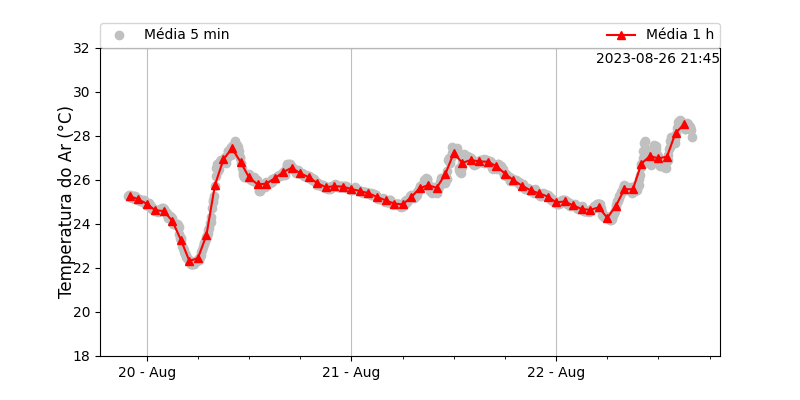 Média 5 min
Média 1 h
2023-08-26 21:45
Temperatura do Ar (°C)
32
30
28
26
24
22
20
18
20 - Aug
21 - Aug
22 - Aug